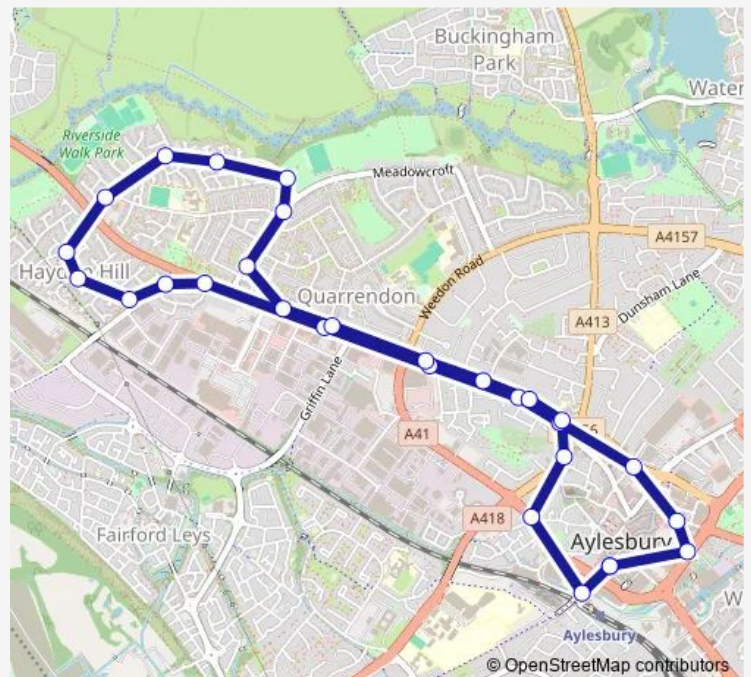 Buckingham
Park
Water
Riverside
Walk Park
Meadowcroft
A4157
Weedon Road
Dunsham Lane
Quarrendon
A413
Griffin Lane
A41
A418
Fairford Leys
Aylesbury
W
Aylesbury
© OpenStreetMap contributors